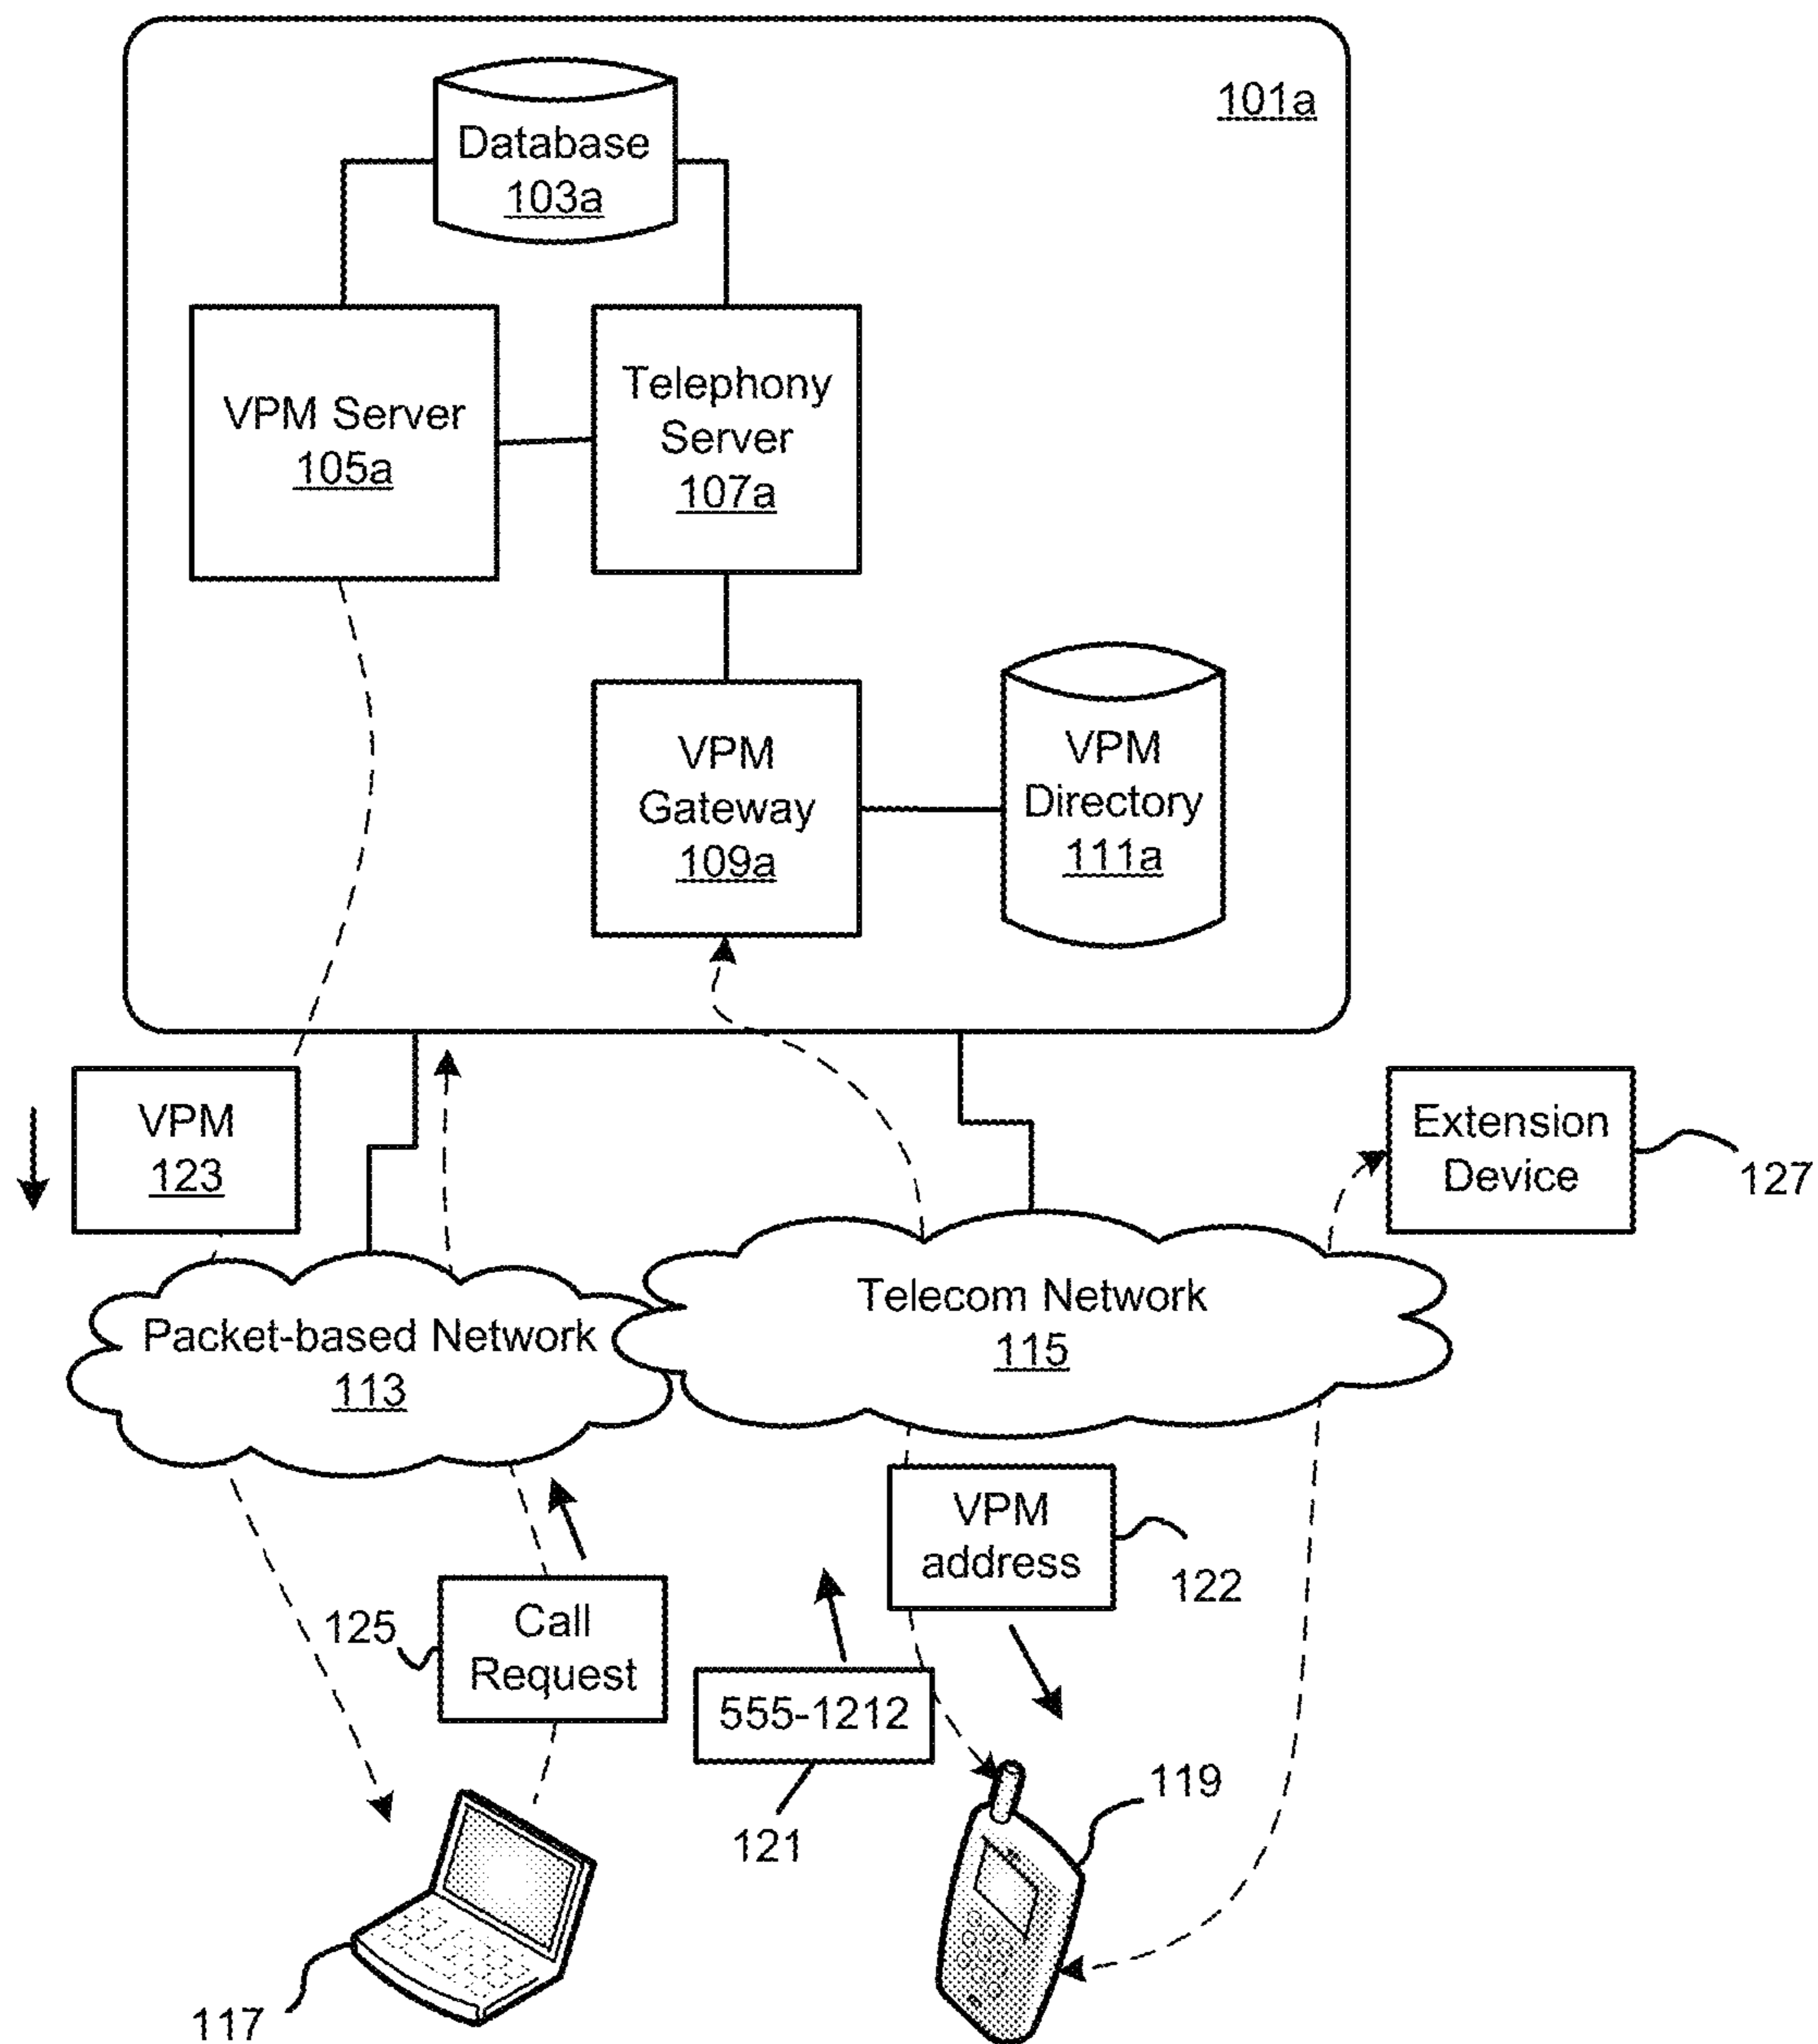 101a
Database
103a
VPM Server
105a
Telephony
Server
107a
VPM
Gateway
109a
VPM
Directory
111a
VPM
123
Extension
Device
127
Telecom Network
115
Packet-based Network
113
VPM
address
122
125
Call
Request
555-1212
121
119
117